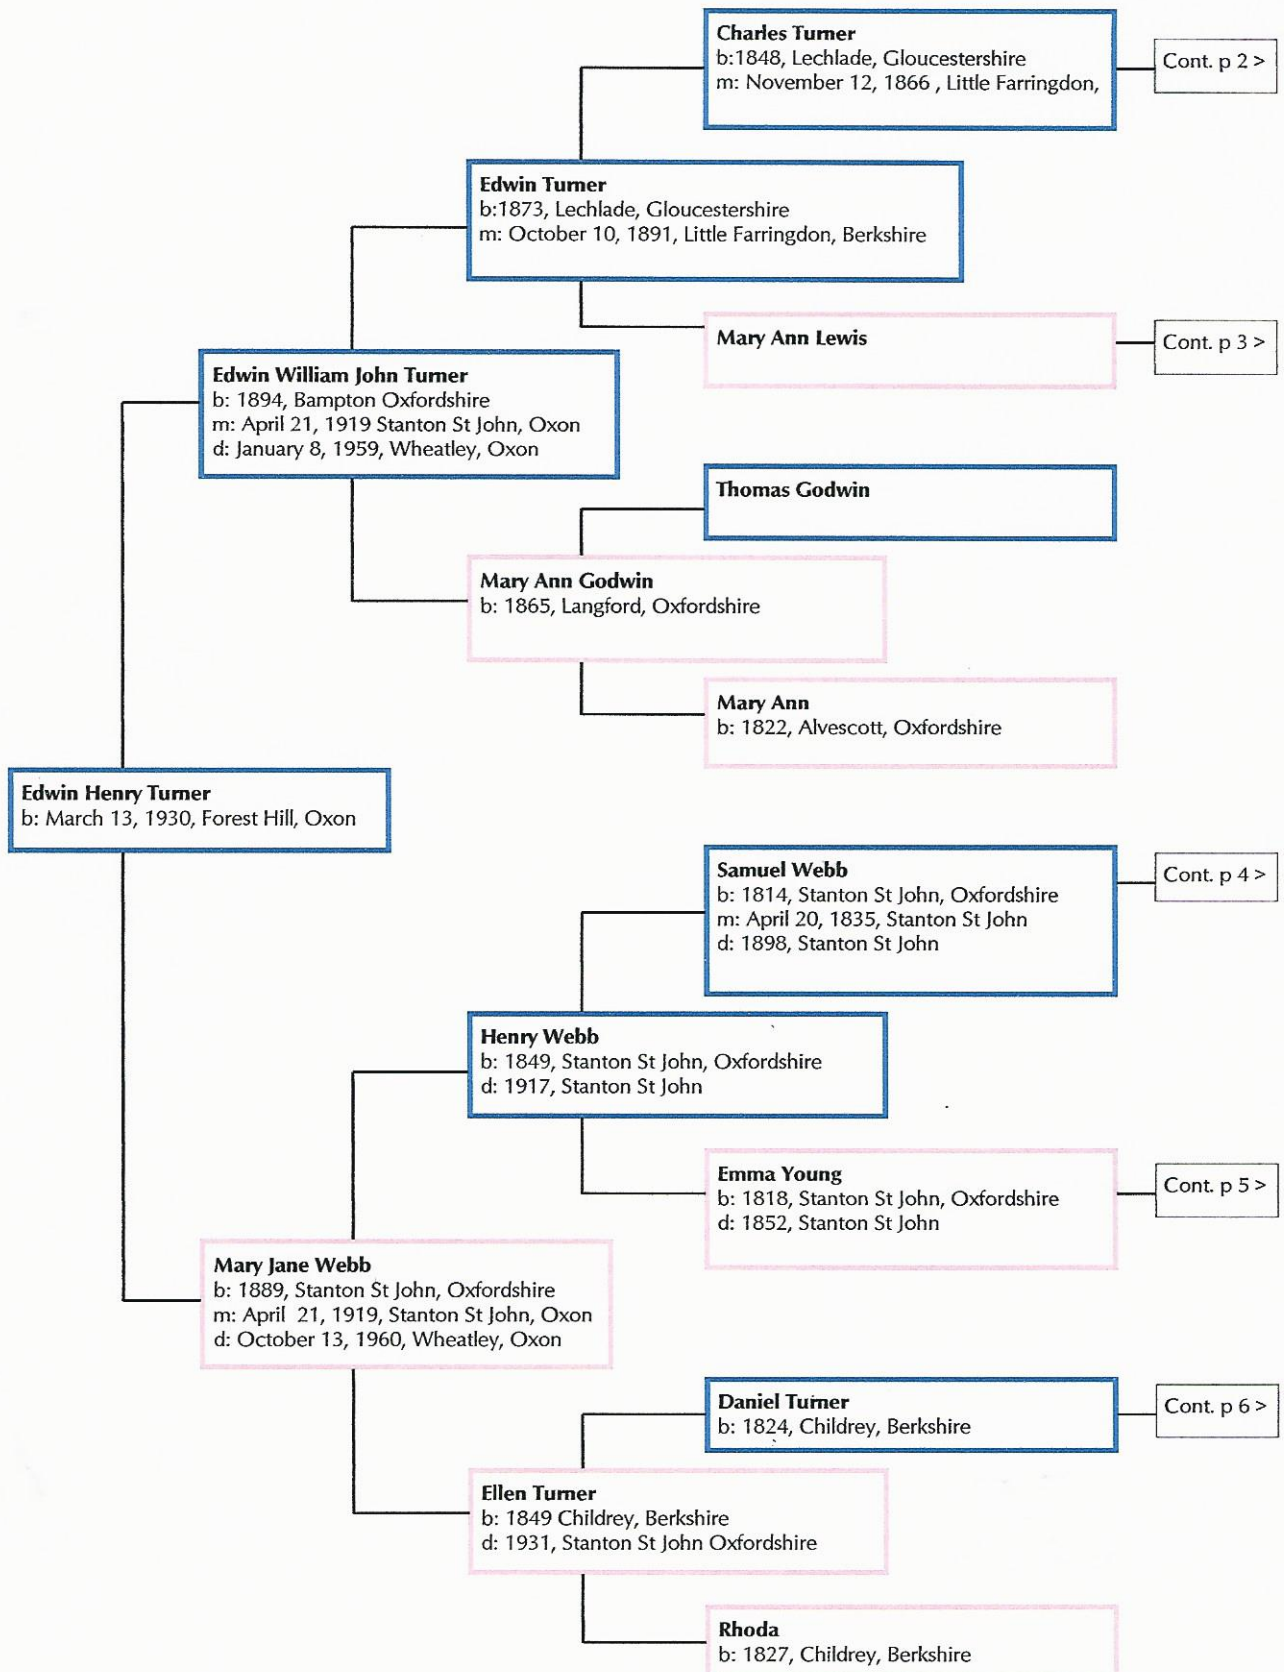 Charles Turner
b:1848, Lechlade, Gloucestershire
m: November 12, 1866 , Little Farringdon,
Cont. p 2 >
Edwin Turner
b:1873, Lechlade, Gloucestershire
m: October 10, 1891, Little Farringdon, Berkshire
Mary Ann Lewis
Cont. p 3 >
Edwin William John Turner
b: 1894, Bampton Oxfordshire
m: April 21, 1919 Stanton St John, Oxon
d: January 8, 1959, Wheatley, Oxon
Thomas Godwin
Mary Ann Godwin
b: 1865, Langford, Oxfordshire
Mary Ann
b: 1822, Alvescott, Oxfordshire
Edwin Henry Turner
b: March 13, 1930, Forest Hill, Oxon
Samuel Webb
b: 1814, Stanton St John, Oxfordshire
m: April 20, 1835, Stanton St John
d: 1898, Stanton St John
Cont. p 4 >
Henry Webb
b: 1849, Stanton St John, Oxfordshire
d: 1917, Stanton St John
Emma Young
b: 1818, Stanton St John, Oxfordshire
d: 1852, Stanton St John
Cont. p 5 >
Mary Jane Webb
b: 1889, Stanton St John, Oxfordshire
m: April 21, 1919, Stanton St John, Oxon
d: October 13, 1960, Wheatley, Oxon
Daniel Turner
b: 1824, Childrey, Berkshire
Cont. p 6 >
Ellen Turner
b: 1849 Childrey, Berkshire
d: 1931, Stanton St John Oxfordshire
Rhoda
b: 1827, Childrey, Berkshire